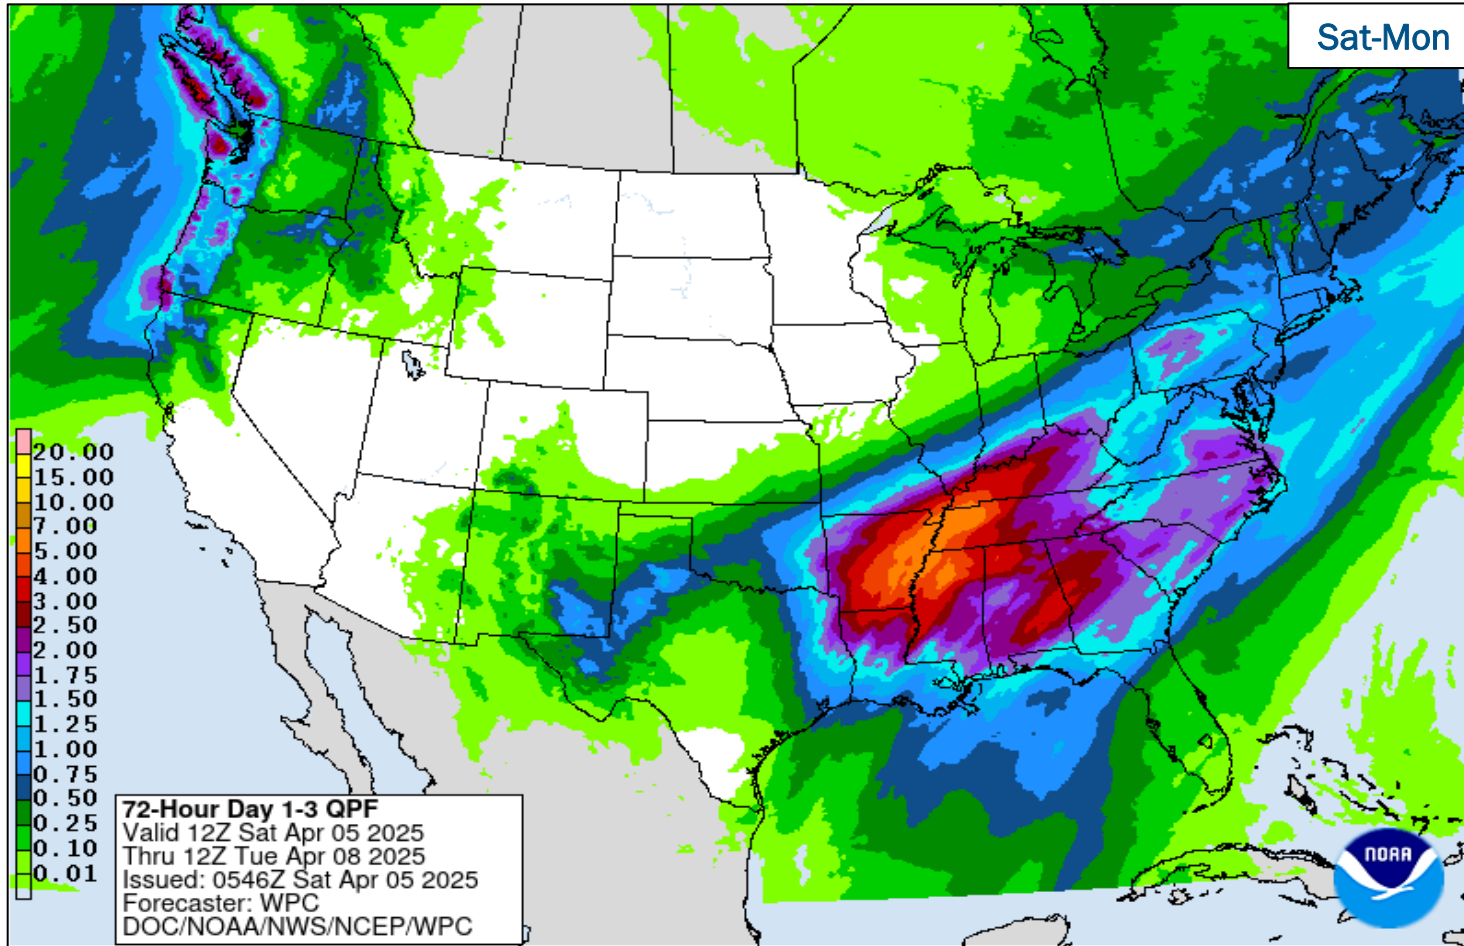 Sat-Mon
20.00
15.00
10.00
7.00
5.00
4.00
3.00
2.50
2.00
1.75
1.50
1.25
1.00
0.75
0.50
0.25
0.10
0.01
72-Hour Day 1-3 QPF
Valid 12Z Sat Apr 05 2025
Thru 12Z Tue Apr 08 2025
Issued: 0546Z Sat Apr 05 2025
Forecaster: WPC
DOC/NOAA/NWS/NCEP/WPC
NOAA